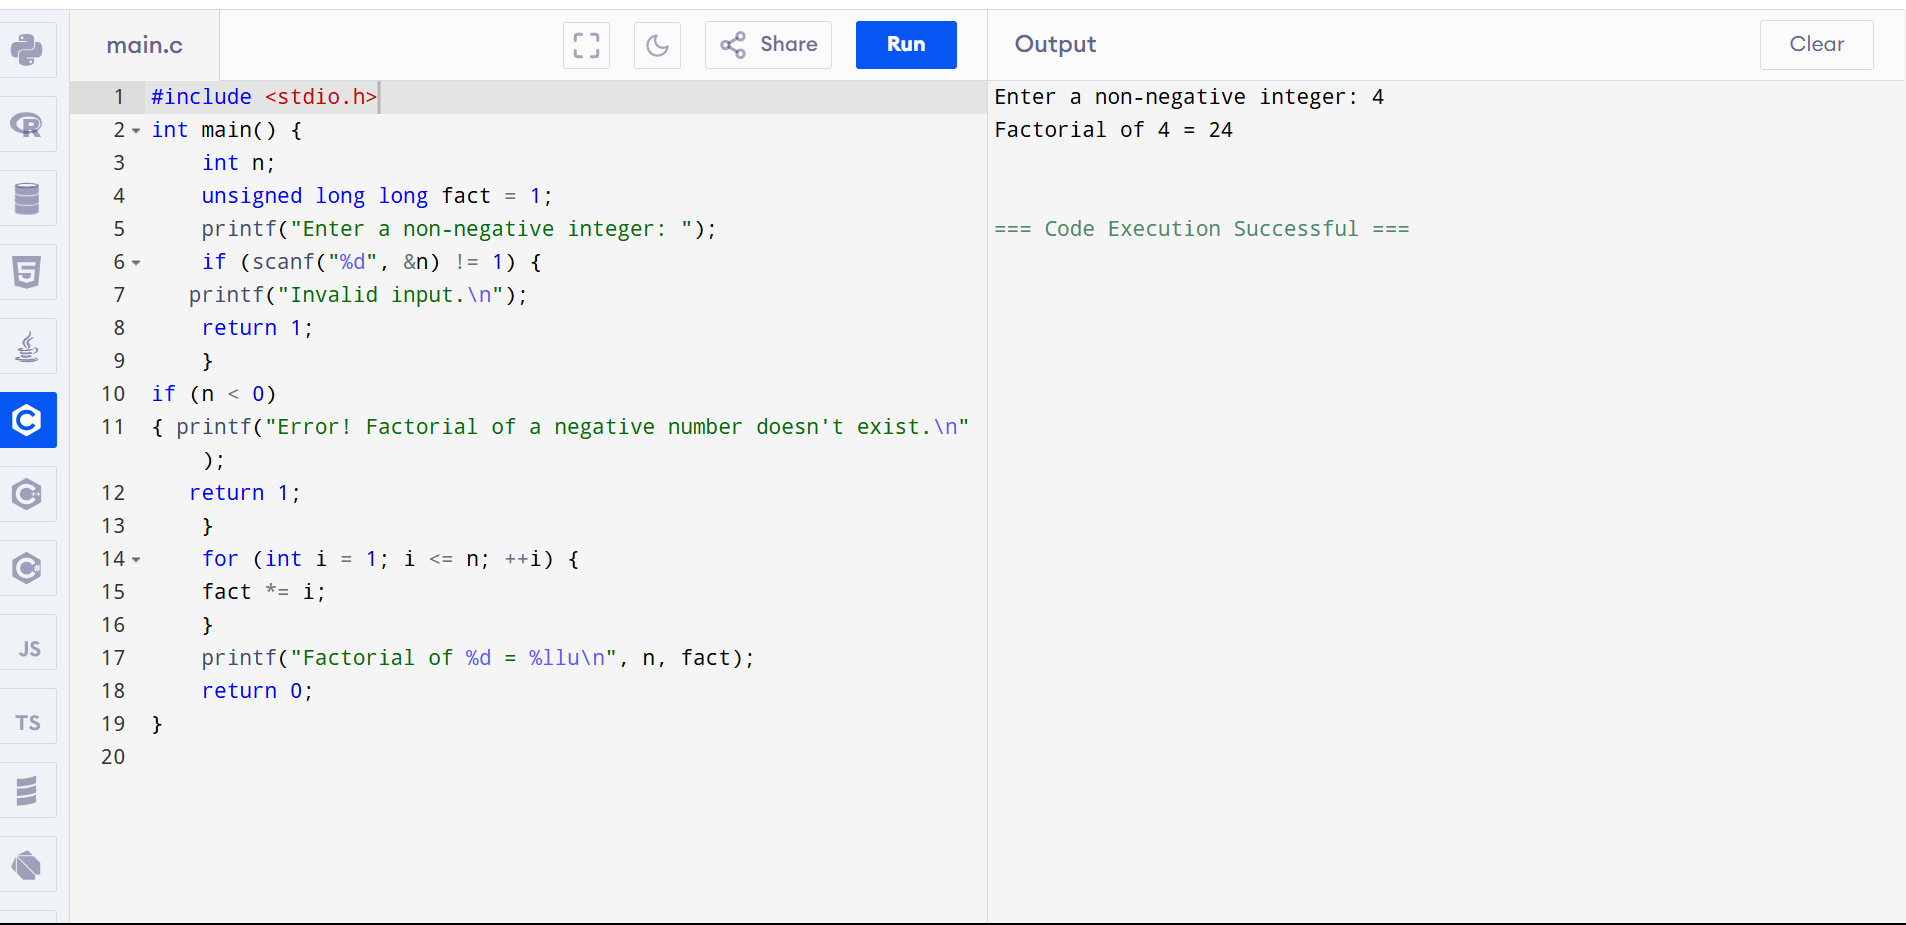 main.c
Share
Run
Output
Clear
1 #include <stdio.h>
2 int main() {
3 int n;
4 unsigned long long fact = 1;
5 printf("Enter a non-negative integer: ");
6 if (scanf("%d", &n) != 1) {
7 printf("Invalid input.\n");
8 return 1;
9 }
10 if (n < 0)
11 { printf("Error! Factorial of a negative number doesn't exist.\n"
);
12 return 1;
13 }
14 for (int i = 1; i <= n; ++i) {
15 fact *= i;
16 }
17 printf("Factorial of %d = %llu\n", n, fact);
18 return 0;
19 }
20
Enter a non-negative integer: 4
Factorial of 4 = 24
=== Code Execution Successful ===
R
5
C
C
C#
JS
TS